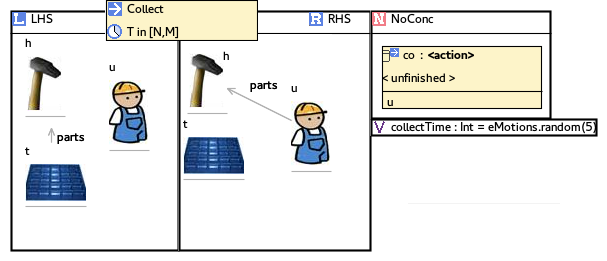 Collect
T in [N,M]
L LHS
R RHS
N NoConc
h
u
parts
t
h
u
parts
t
co : <action>
< unfinished >
u
collectTime : Int = eMotions.random(5)